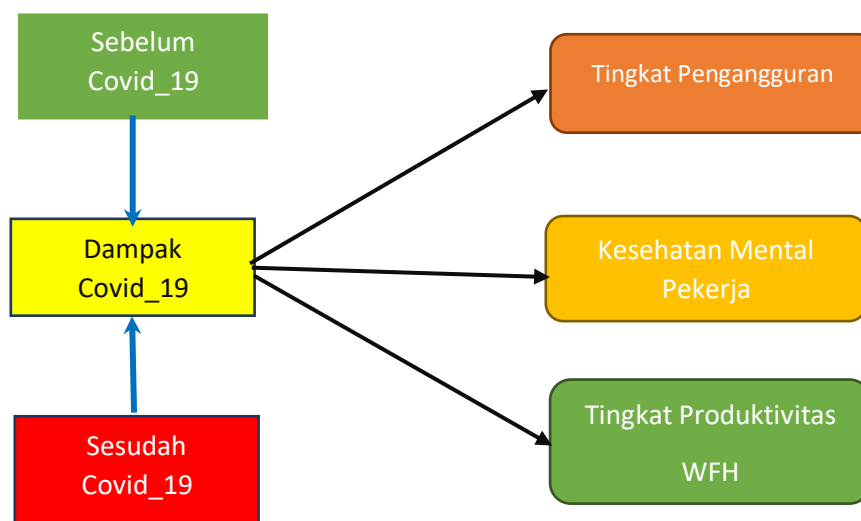 Sebelum
Covid_19
Tingkat Pengangguran
Dampak
Covid_19
Kesehatan Mental
Pekerja
Sesudah
Covid_19
Tingkat Produktivitas
WFH